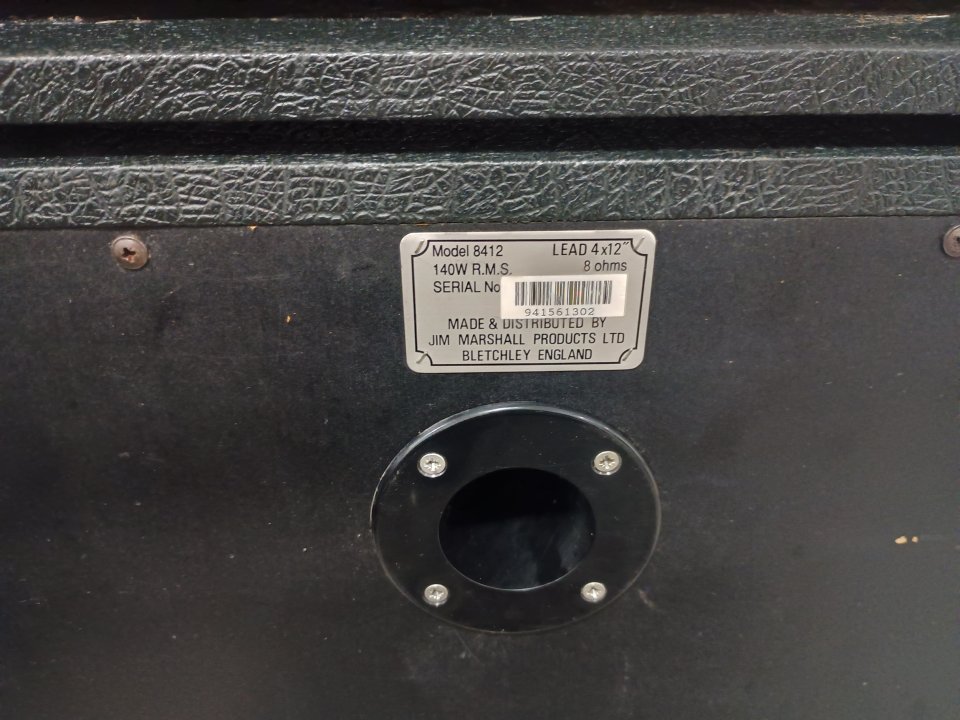 Model 8412 LEAD 4x12"
140W R.M.S. 8 ohms
SERIAL No
941561302
MADE & DISTRIBUTED BY
JIM MARSHALL PRODUCTS LTD
BLETCHLEY ENGLAND